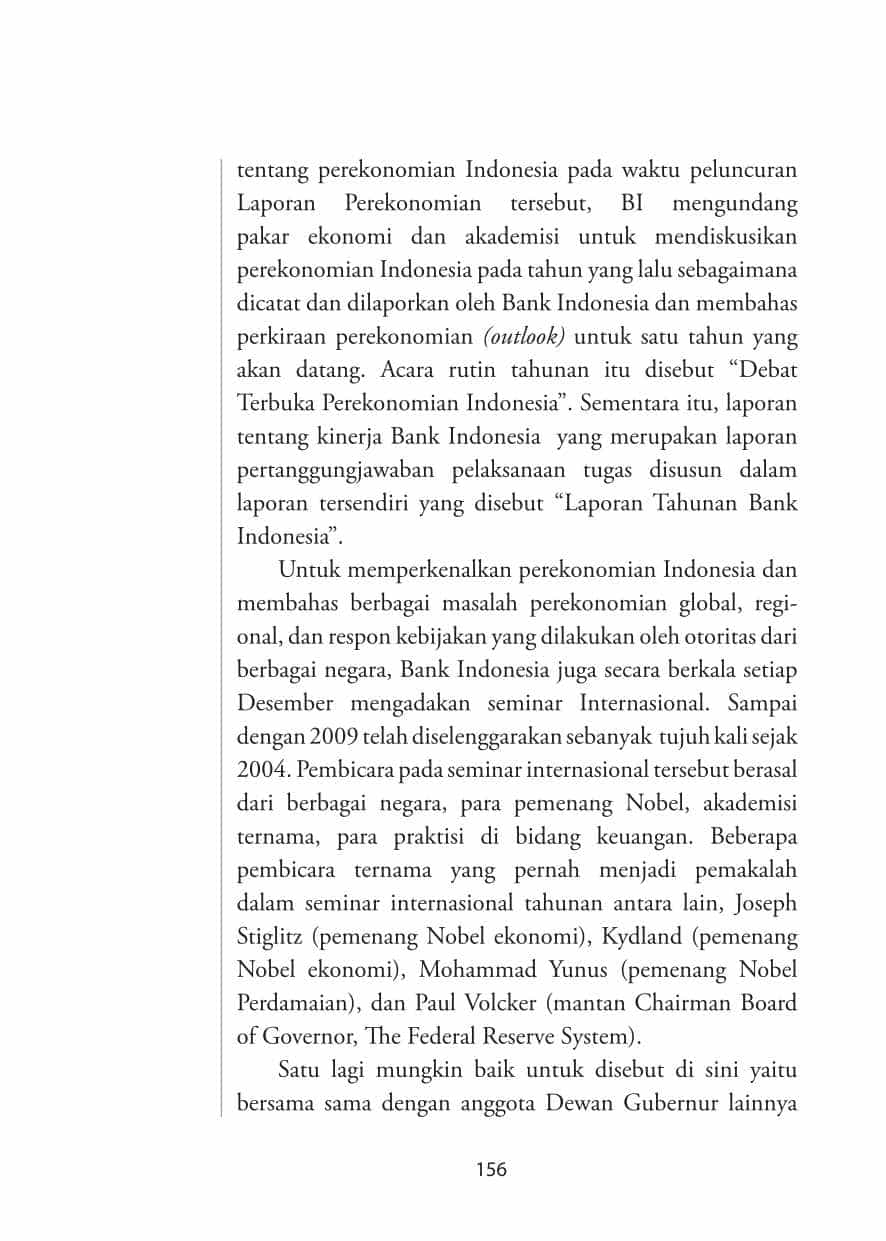 tentang perekonomian Indonesia pada waktu peluncuran
Laporan Perekonomian tersebut, BI mengundang
pakar ekonomi dan akademisi untuk mendiskusikan
perekonomian Indonesia pada tahun yang lalu sebagaimana
dicatat dan dilaporkan oleh Bank Indonesia dan membahas
perkiraan perekonomian (outlook) untuk satu tahun yang
akan datang. Acara rutin tahunan itu disebut “Debat
Terbuka Perekonomian Indonesia”. Sementara itu, laporan
tentang kinerja Bank Indonesia yang merupakan laporan
pertanggungjawaban pelaksanaan tugas disusun dalam
laporan tersendiri yang disebut “Laporan Tahunan Bank
Indonesia”.
Untuk memperkenalkan perekonomian Indonesia dan
membahas berbagai masalah perekonomian global, regi-
onal, dan respon kebijakan yang dilakukan oleh otoritas dari
berbagai negara, Bank Indonesia juga secara berkala setiap
Desember mengadakan seminar Internasional. Sampai
dengan 2009 telah diselenggarakan sebanyak tujuh kali sejak
2004. Pembicara pada seminar internasional tersebut berasal
dari berbagai negara, para pemenang Nobel, akademisi
ternama, para praktisi di bidang keuangan. Beberapa
pembicara ternama yang pernah menjadi pemakalah
dalam seminar internasional tahunan antara lain, Joseph
Stiglitz (pemenang Nobel ekonomi), Kydland (pemenang
Nobel ekonomi), Mohammad Yunus (pemenang Nobel
Perdamaian), dan Paul Volcker (mantan Chairman Board
of Governor, The Federal Reserve System).
Satu lagi mungkin baik untuk disebut di sini yaitu
bersama sama dengan anggota Dewan Gubernur lainnya
156